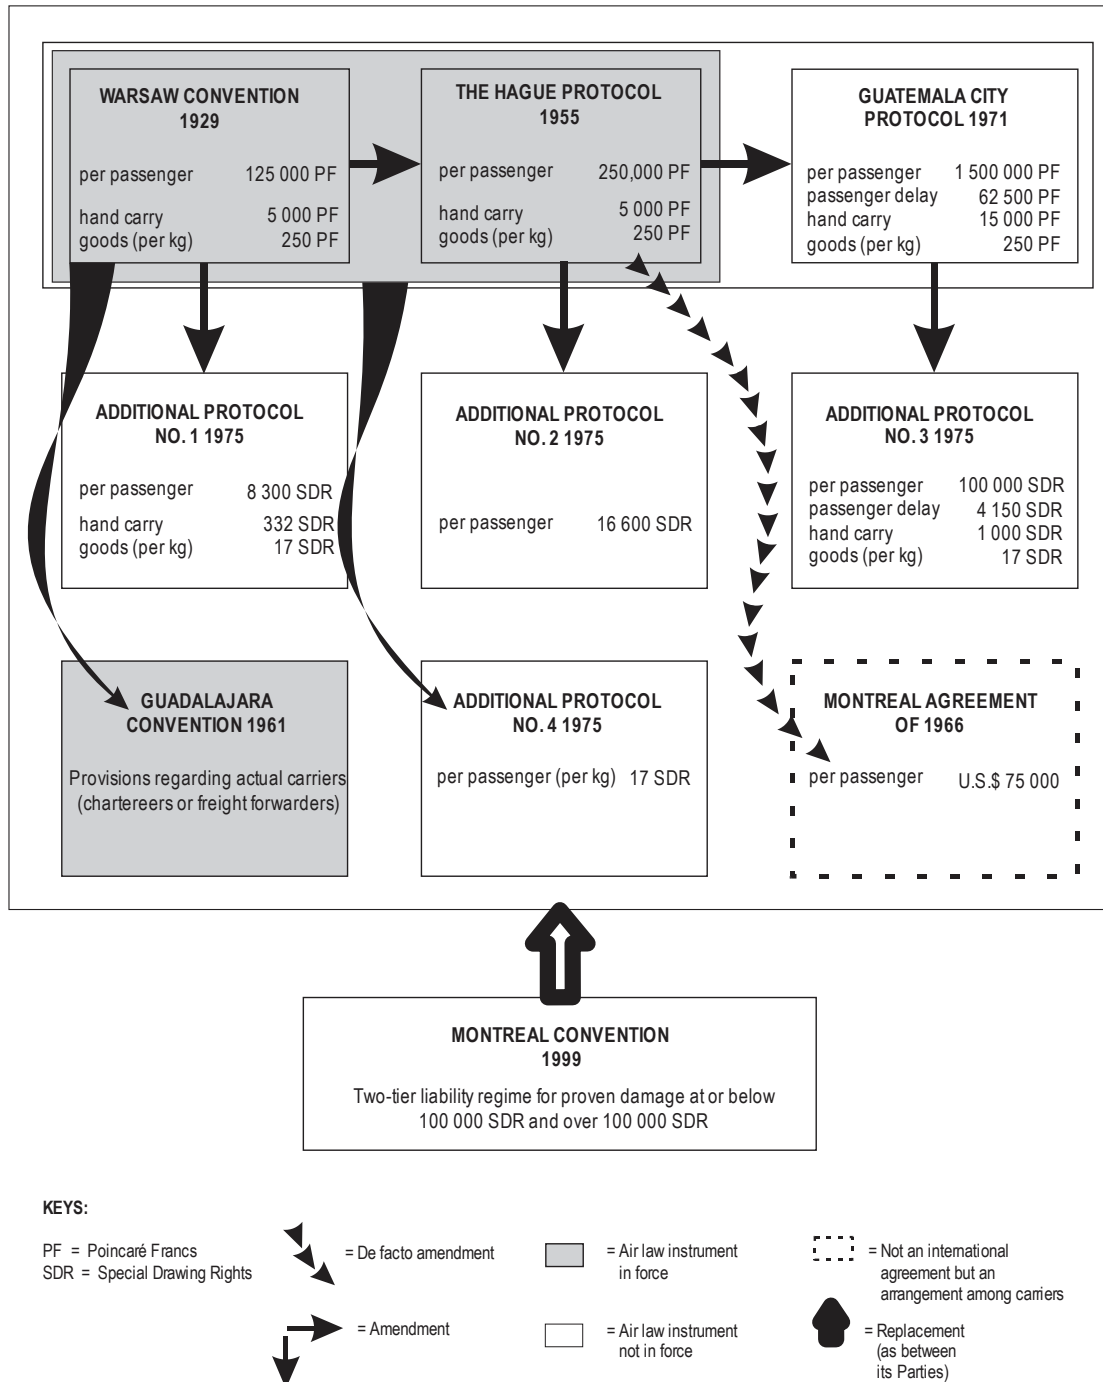 WARSAW CONVENTION
1929
per passenger 125 000 PF
hand carry 5 000 PF
goods (per kg) 250 PF
THE HAGUE PROTOCOL
1955
per passenger 250,000 PF
hand carry 5 000 PF
goods (per kg) 250 PF
GUATEMALA CITY
PROTOCOL 1971
per passenger 1 500 000 PF
passenger delay 62 500 PF
hand carry 15 000 PF
goods (per kg) 250 PF
ADDITIONAL PROTOCOL
NO. 1 1975
per passenger 8 300 SDR
hand carry 332 SDR
goods (per kg) 17 SDR
ADDITIONAL PROTOCOL
NO. 2 1975
per passenger 16 600 SDR
ADDITIONAL PROTOCOL
NO. 3 1975
per passenger 100 000 SDR
passenger delay 4 150 SDR
hand carry 1 000 SDR
goods (per kg) 17 SDR
GUADALAJARA
CONVENTION 1961
Provisions regarding actual carriers
(chartereers or freight forwarders)
ADDITIONAL PROTOCOL
NO. 4 1975
per passenger (per kg) 17 SDR
MONTREAL AGREEMENT
OF 1966
per passenger U.S.$ 75 000
MONTREAL CONVENTION
1999
Two-tier liability regime for proven damage at or below
100 000 SDR and over 100 000 SDR
KEYS:
PF = Poincaré Francs
SDR = Special Drawing Rights
= De facto amendment
= Amendment
= Air law instrument
in force
= Air law instrument
not in force
= Not an international
agreement but an
arrangement among carriers
= Replacement
(as between
its Parties)